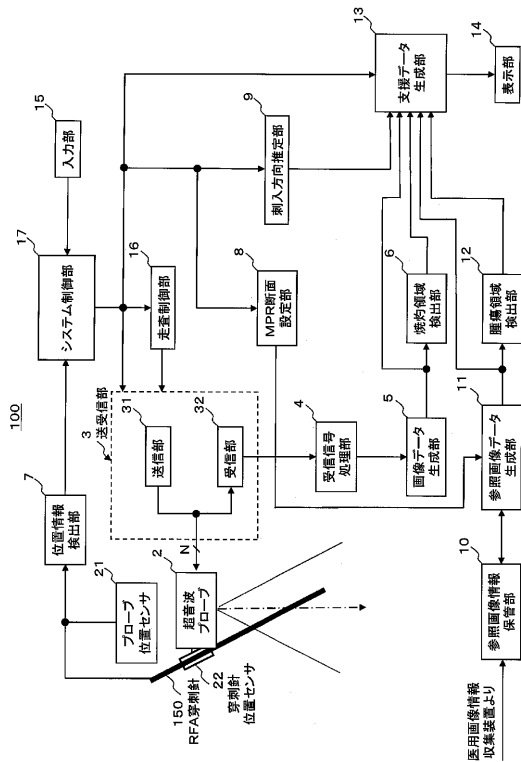 100
15
入力部
17
システム制御部
16
走査制御部
13
支援データ
生成部
14
表示部
9
刺入方向推定部
8
MPR断面
設定部
7
位置情報
検出部
21
プローブ
位置センサ
3
送受信部
31
送信部
32
受信部
N
2
超音波
プローブ
150
RFA穿刺針
22
穿刺針
位置センサ
4
受信信号
処理部
5
画像データ
生成部
6
焼灼領域
検出部
12
腫瘍領域
検出部
11
参照画像データ
生成部
10
参照画像情報
保管部
医用画像情報
収集装置より